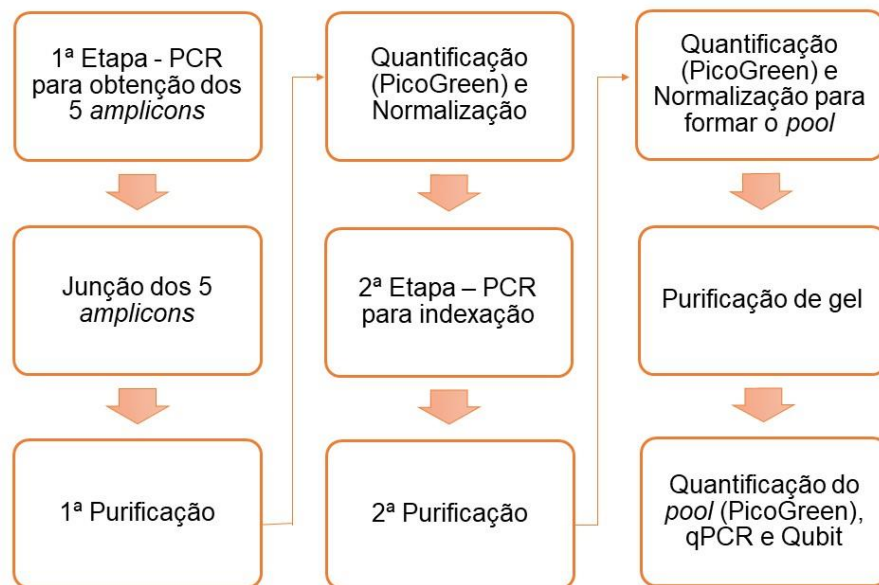 1ª Etapa - PCR
para obtenção dos
5 amplicons
Junção dos 5
amplicons
1ª Purificação
Quantificação
(PicoGreen) e
Normalização
2ª Etapa – PCR
para indexação
2ª Purificação
Quantificação
(PicoGreen) e
Normalização para
formar o pool
Purificação de gel
Quantificação do
pool (PicoGreen),
qPCR e Qubit